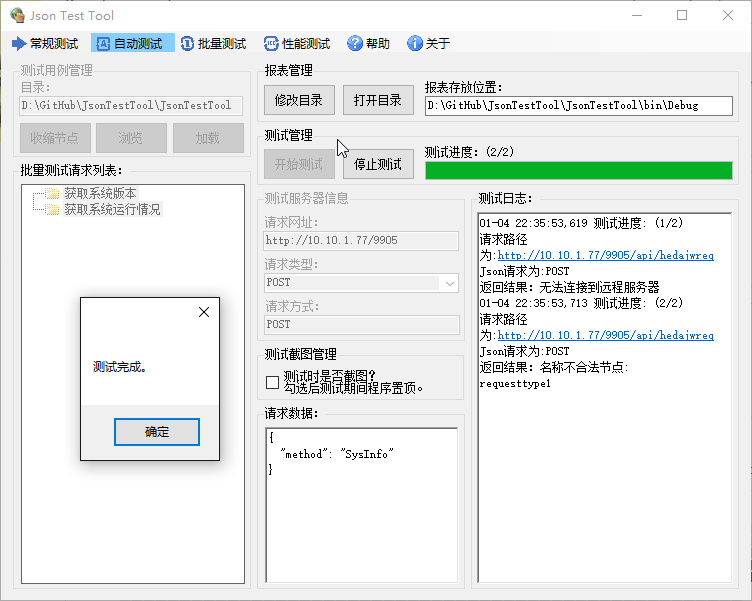 Json Test Tool
常规测试 自动测试 批量测试 性能测试 帮助 关于
测试用例管理
目录:
D:\GitHub\JsonTestTool\JsonTestTool
收缩节点 浏览 加载
批量测试请求列表:
获取系统版本
获取系统运行情况
测试完成。
确定
报表管理
修改目录 打开目录
报表存放位置:
D:\GitHub\JsonTestTool\JsonTestTool\bin\Debug
测试管理
开始测试 停止测试
测试进度: (2/2)
测试服务器信息
请求网址:
http://10.10.1.77/9905
请求类型:
POST
请求方式:
POST
测试截图管理
测试时是否截图?
勾选后测试期间程序置顶。
请求数据:
{
"method": "SysInfo"
}
测试日志:
01-04 22:35:53,619 测试进度: (1/2)
请求路径
为:http://10.10.1.77/9905/api/hedajwreq
Json请求为:POST
返回结果: 无法连接到远程服务器
01-04 22:35:53,713 测试进度: (2/2)
请求路径
为:http://10.10.1.77/9905/api/hedajwreq
Json请求为:POST
返回结果: 名称不合法节点:
requesttype1